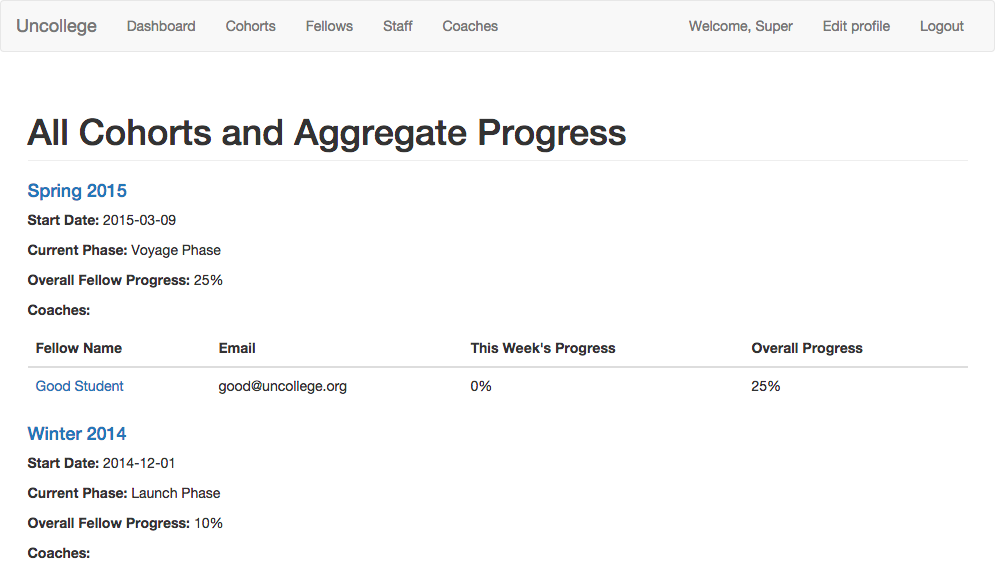 Uncollege Dashboard Cohorts Fellows Staff Coaches Welcome, Super Edit profile Logout
All Cohorts and Aggregate Progress
Spring 2015
Start Date: 2015-03-09
Current Phase: Voyage Phase
Overall Fellow Progress: 25%
Coaches:
Fellow Name Email This Week's Progress Overall Progress
Good Student good@uncollege.org 0% 25%
Winter 2014
Start Date: 2014-12-01
Current Phase: Launch Phase
Overall Fellow Progress: 10%
Coaches: